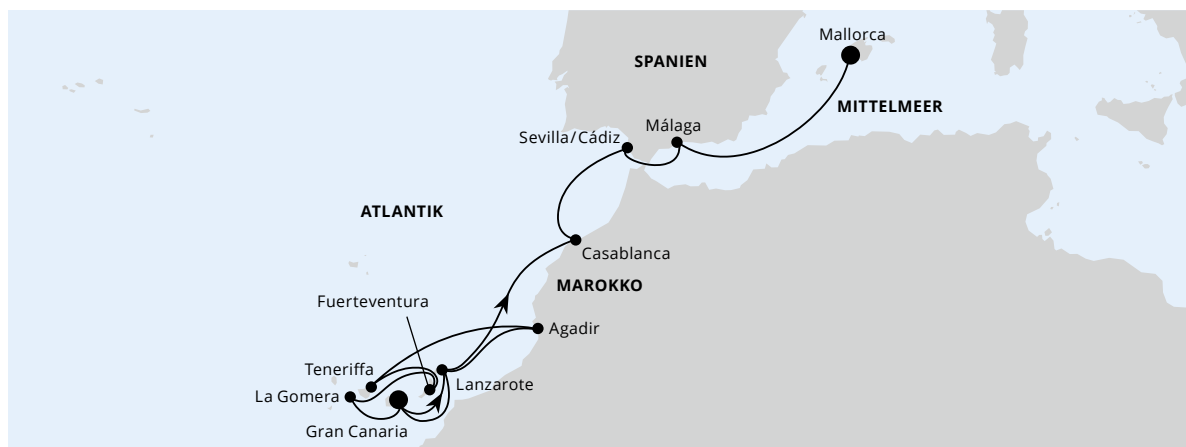 Mallorca
SPANIEN
MITTELMEER
Málaga
Sevilla/Cádiz
ATLANTIK
Casablanca
MAROKKO
Fuerteventura
Agadir
Teneriffa
Lanzarote
La Gomera
Gran Canaria